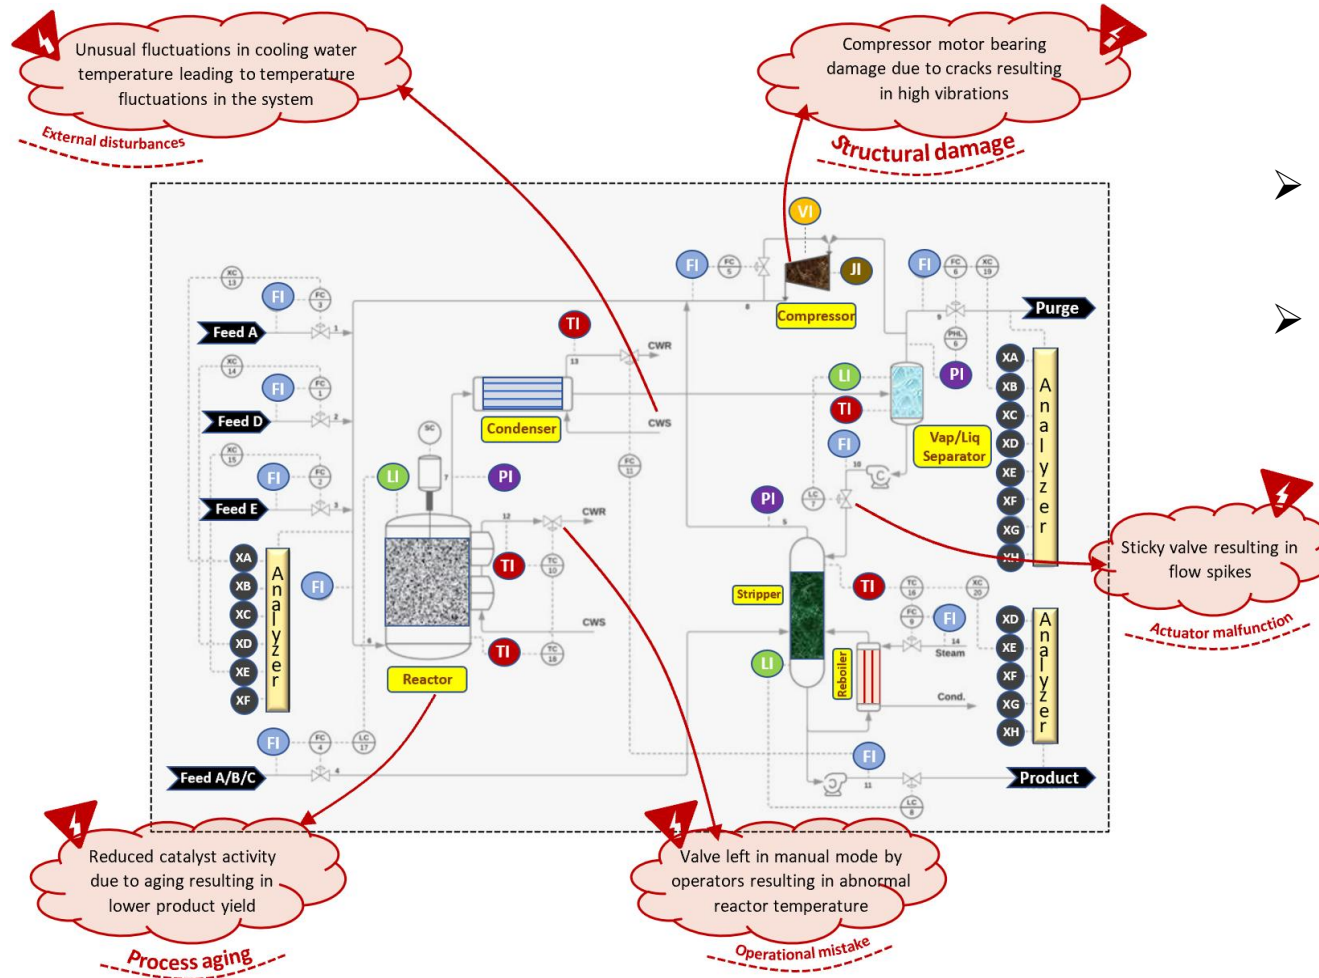 Unusual fluctuations in cooling water
temperature leading to temperature
fluctuations in the system
External disturbances
Compressor motor bearing
damage due to cracks resulting
in high vibrations
Structural damage
VI
FI
FC
5
JI
FI
FC
6
XC
19
XC
13
FI
FC
3
Feed A
1
8
Compressor
9
Purge
TI
CWR
13
PHL
6
XC
14
FI
FC
1
Feed D
2
LI
PI
TI
Condenser
CWS
SC
FI
Vap/Liq
Separator
XA
XB
XC
XD
XE
XF
XG
XH
Analyzer
XC
15
FI
FC
2
Feed E
3
LI
7
PI
FC
11
10
LC
7
PI
5
12
CWR
TI
TC
10
Sticky valve resulting in
flow spikes
Actuator malfunction
XA
XB
XC
XD
XE
XF
Analyzer
FI
6
CWS
TI
TC
18
Reactor
Stripper
TI
TC
16
XC
20
FC
9
FI
14
Steam
LI
Reboiler
Cond.
XD
XE
XF
XG
XH
Analyzer
FI
FC
4
LC
17
Feed A/B/C
4
FI
11
Product
LC
8
Reduced catalyst activity
due to aging resulting in
lower product yield
Process aging
Valve left in manual mode by
operators resulting in abnormal
reactor temperature
Operational mistake